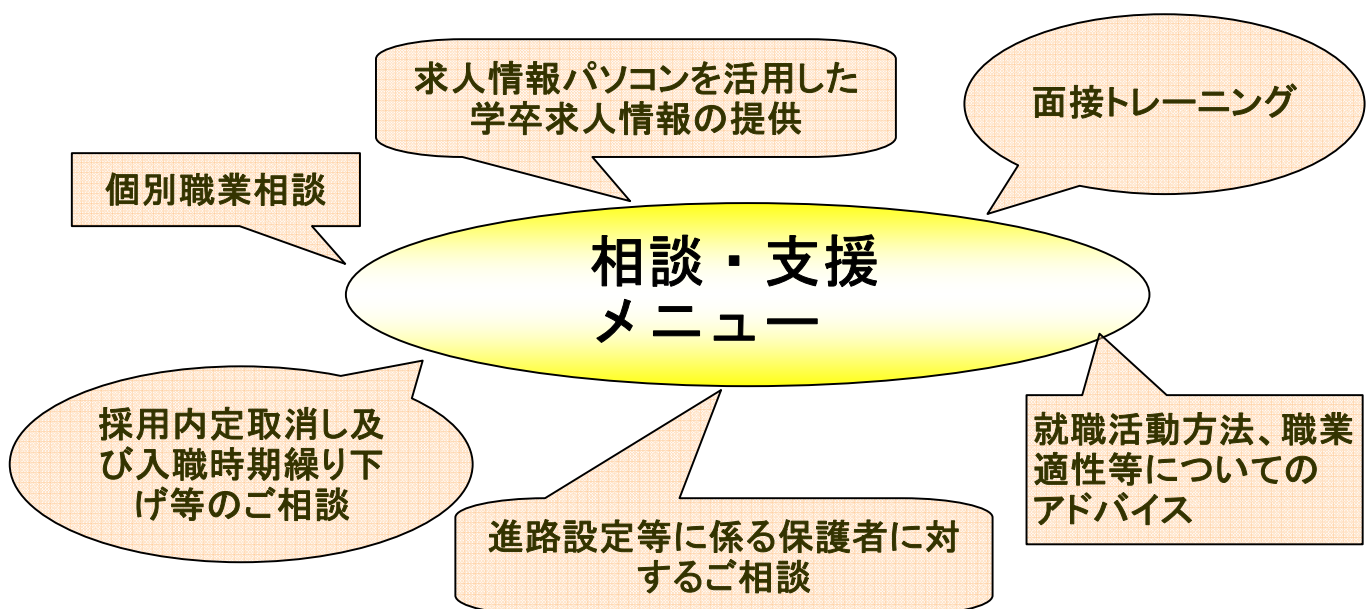 求人情報パソコンを活用した
学卒求人情報の提供
面接トレーニング
個別職業相談
相談・支援
メニュー
採用内定取消し及
び入職時期繰り下
げ等のご相談
進路設定等に係る保護者に対
するご相談
就職活動方法、職業
適性等についての
アドバイス